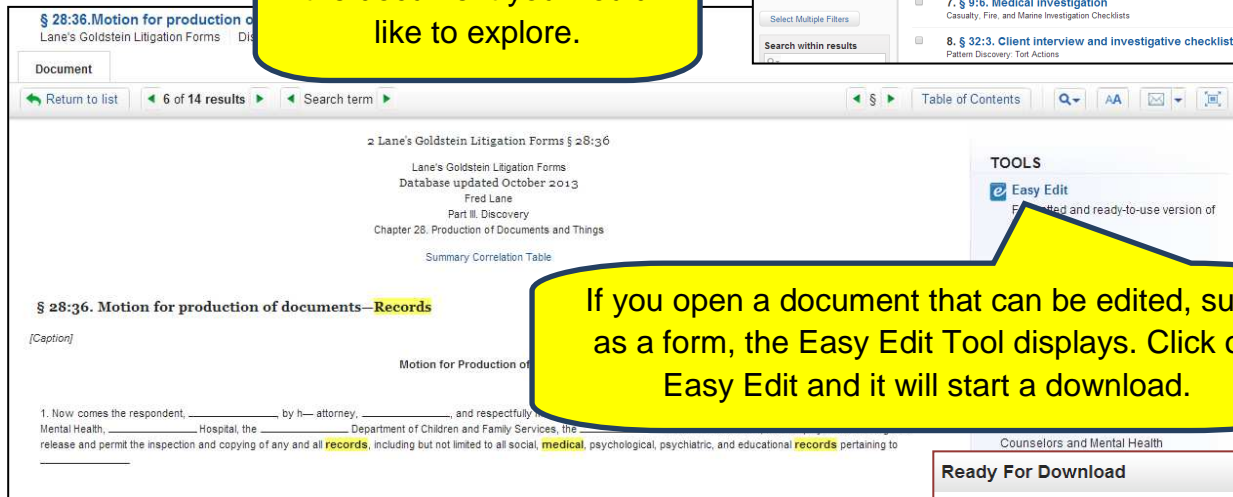 § 28:36.Motion for production o
Lane's Goldstein Litigation Forms
like to explore.
Select Multiple Filters
Search within results
7. § 9:6. Medical investigation
Casualty, Fire, and Marine Investigation Checklists
8. § 32:3. Client interview and investigative checklist
Pattern Discovery: Tort Actions
Document
Return to list 6 of 14 results Search term § Table of Contents AA
2 Lane's Goldstein Litigation Forms § 28:36
Lane's Goldstein Litigation Forms
Database updated October 2013
Fred Lane
Part III. Discovery
Chapter 28. Production of Documents and Things
Summary Correlation Table
TOOLS
Easy Edit
and ready-to-use version of
§ 28:36. Motion for production of documents—Records
[Caption]
Motion for Production of
If you open a document that can be edited, su
as a form, the Easy Edit Tool displays. Click o
Easy Edit and it will start a download.
1. Now comes the respondent, ____________, by h— attorney, ____________, and respectfully
Mental Health, ____________ Hospital, the ____________ Department of Children and Family Services, the
release and permit the inspection and copying of any and all records, including but not limited to all social, medical, psychological, psychiatric, and educational records pertaining to
____________
Counselors and Mental Health
Ready For Download